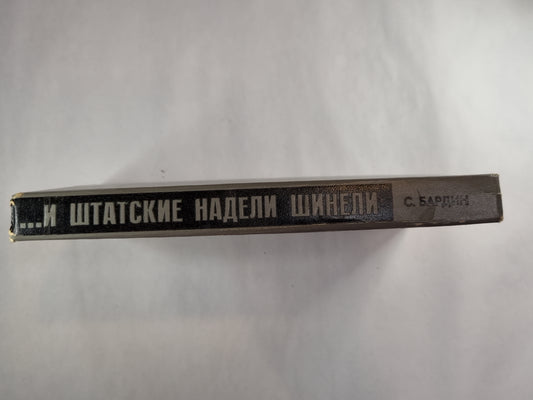 ...И ШТАТСКИЕ НАДЕЛИ ШИНЕЛИ
С. БАРДИН